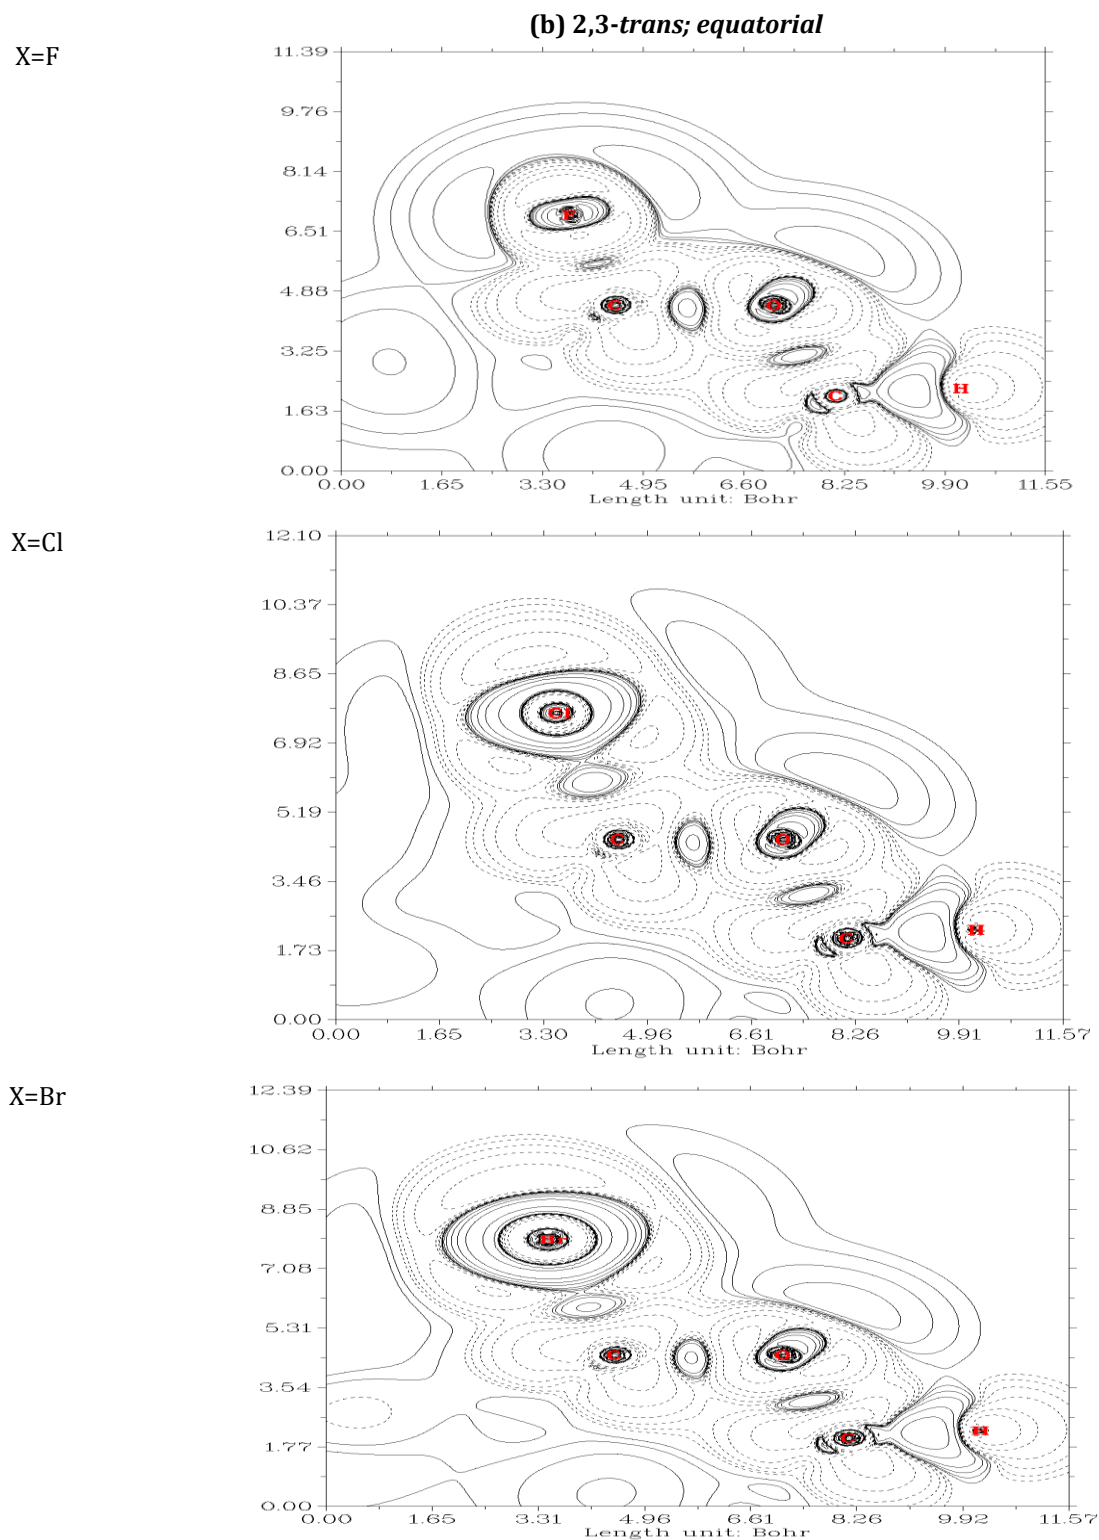 (b) 2,3-trans; equatorial
X=F
11.39
9.76
8.14
6.51
4.88
3.25
1.63
0.00
F
C
C
H
0.00 1.65 3.30 4.95 6.60 8.25 9.90 11.55
Length unit: Bohr
X=Cl
12.10
10.37
8.65
6.92
5.19
3.46
1.73
0.00
Cl
C
C
H
0.00 1.65 3.30 4.96 6.61 8.26 9.91 11.57
Length unit: Bohr
X=Br
12.39
10.62
8.85
7.08
5.31
3.54
1.77
0.00
Br
C
C
H
0.00 1.65 3.31 4.96 6.61 8.26 9.92 11.57
Length unit: Bohr